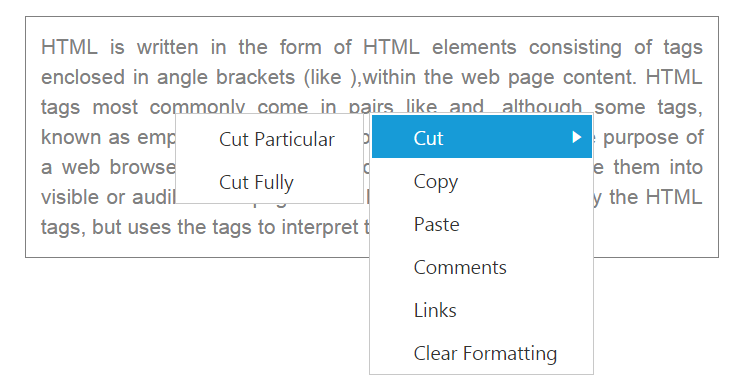 HTML is written in the form of HTML elements consisting of tags
enclosed in angle brackets (like ),within the web page content. HTML
tags most commonly come in pairs like and although some tags,
known as emp purpose of
a web browse them into
visible or audi y the HTML
tags, but uses the tags to interpret t
Cut Particular
Cut Fully
Cut
Copy
Paste
Comments
Links
Clear Formatting